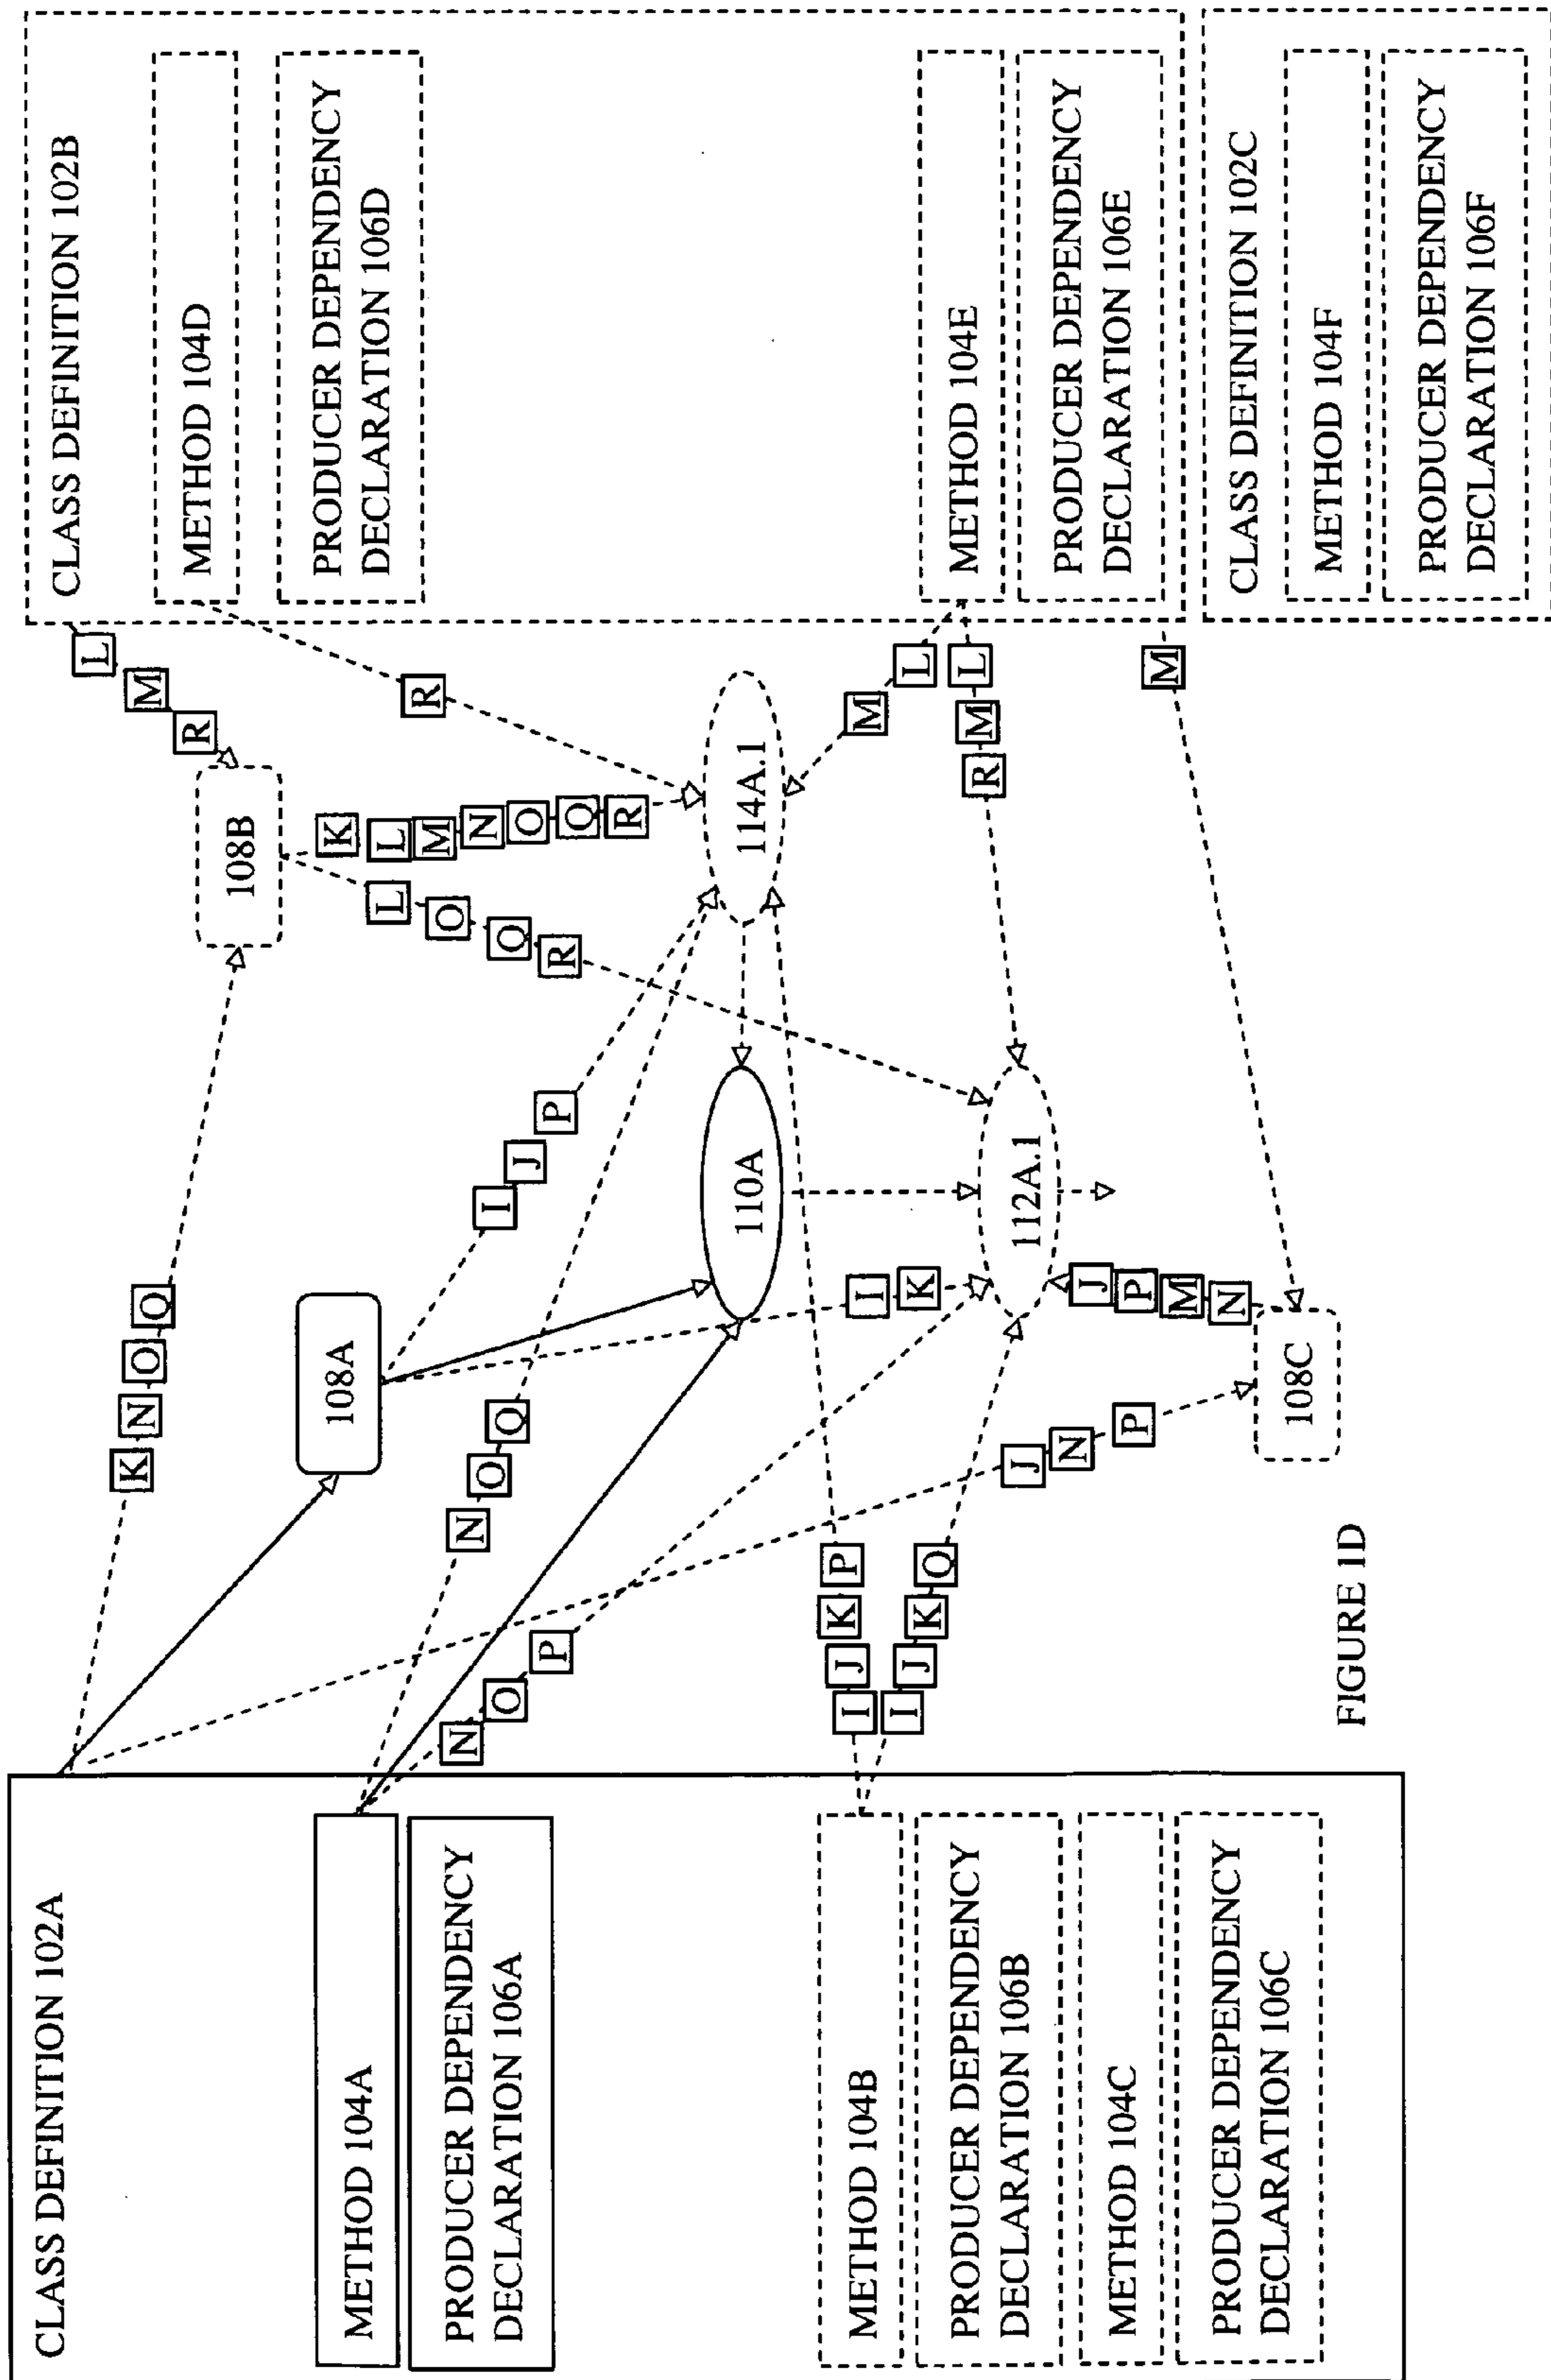 CLASS DEFINITION 102A
METHOD 104A
PRODUCER DEPENDENCY
DECLARATION 106A
METHOD 104B
PRODUCER DEPENDENCY
DECLARATION 106B
METHOD 104C
PRODUCER DEPENDENCY
DECLARATION 106C
K N O Q
108A
N O Q
N O P
I J K P
I J K Q
J N P
I J P
I K
110A
112A.1
108C
J P M N
108B
L M R
K L M N O Q R
L O Q R
R
114A.1
M L
R M L
M
CLASS DEFINITION 102B
METHOD 104D
PRODUCER DEPENDENCY
DECLARATION 106D
METHOD 104E
PRODUCER DEPENDENCY
DECLARATION 106E
CLASS DEFINITION 102C
METHOD 104F
PRODUCER DEPENDENCY
DECLARATION 106F
FIGURE 1D